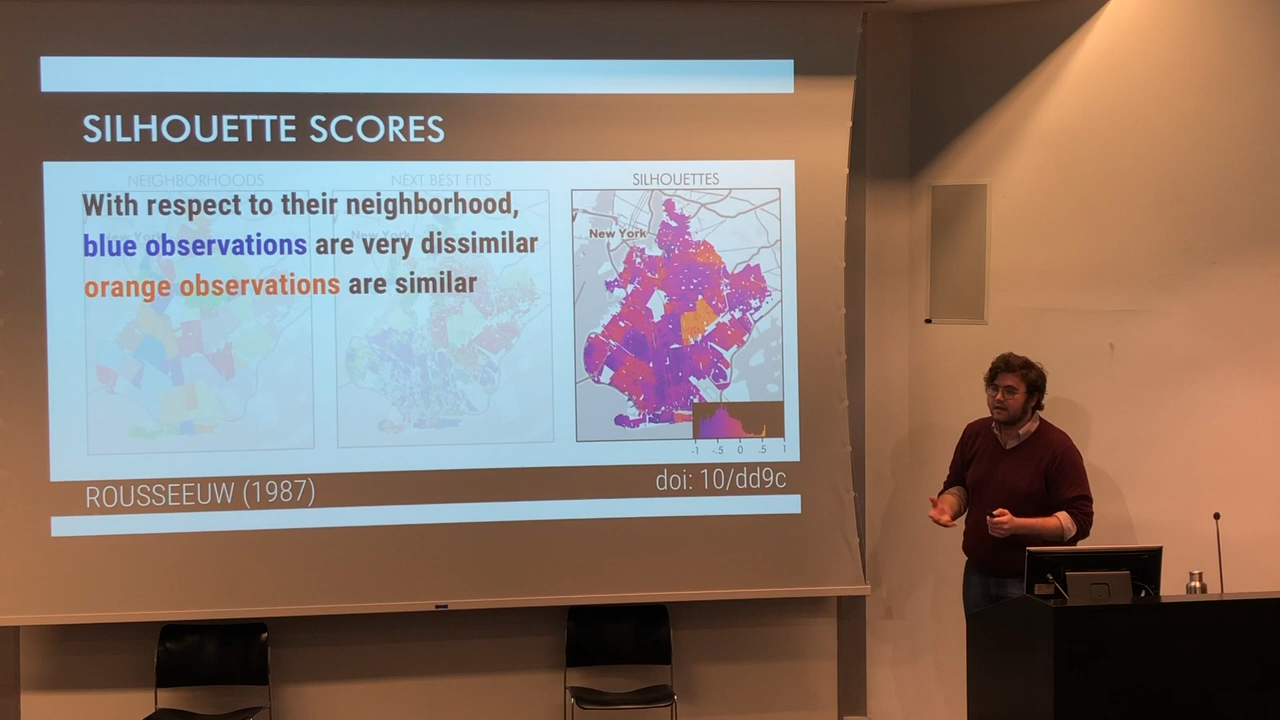 SILHOUETTE SCORES
NEIGHBORHOODS
NEXT BEST FITS
SILHOUETTES
With respect to their neighborhood,
blue observations are very dissimilar
orange observations are similar
New York
-1 -.5 0 .5 1
ROUSSEEUW (1987)
doi: 10/dd9c